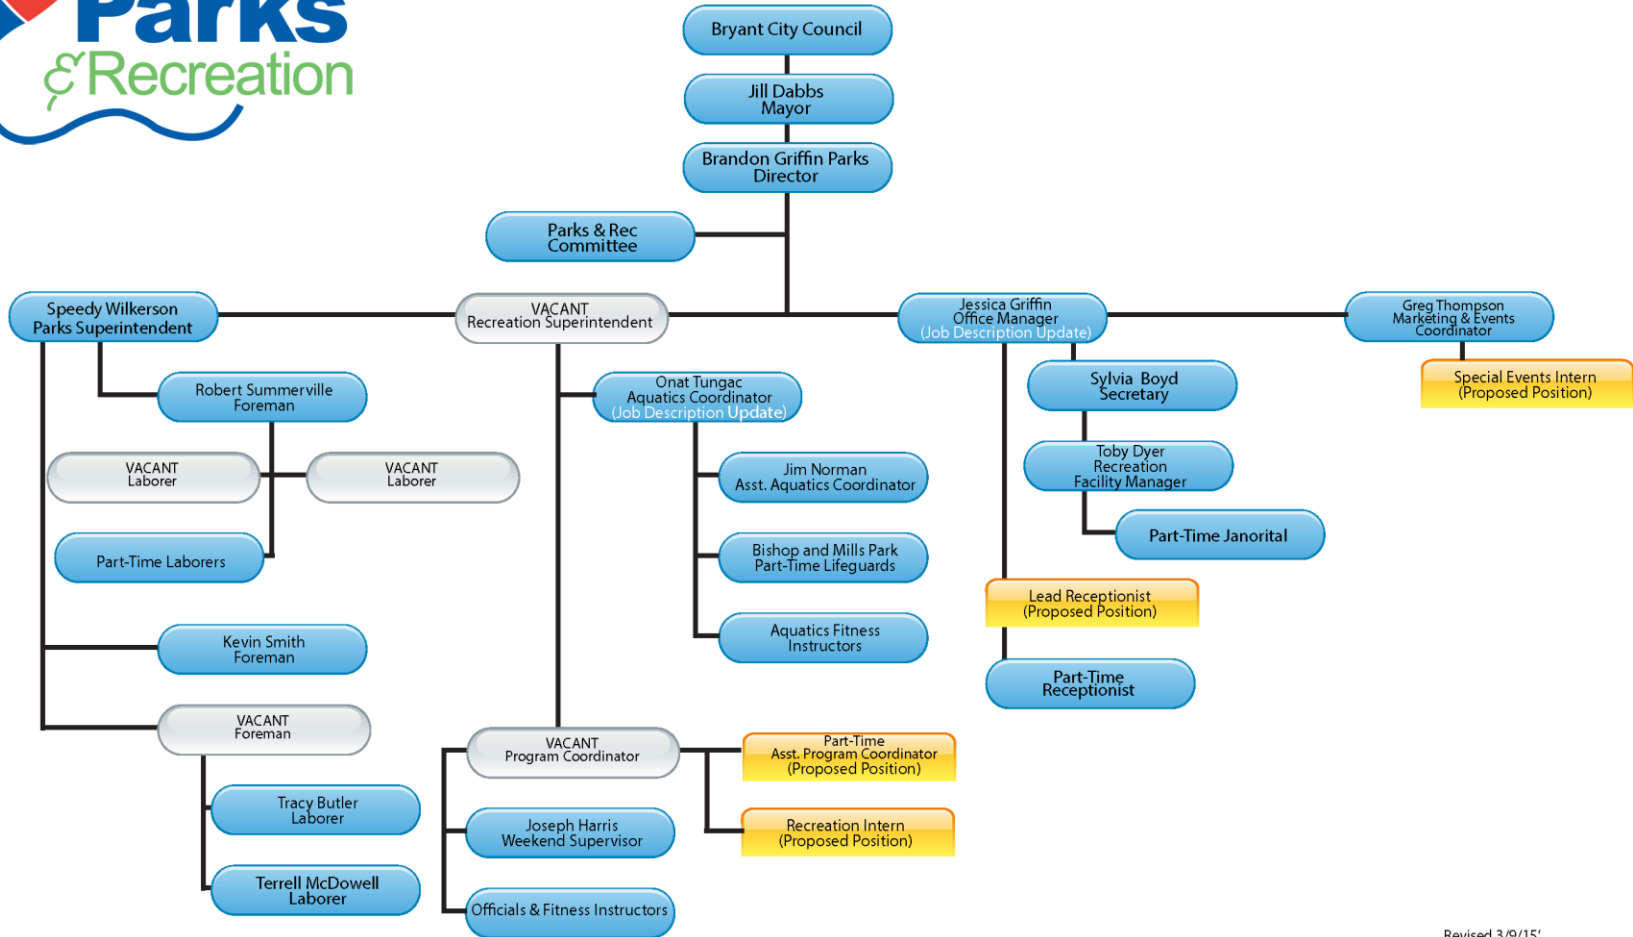 Parks
& Recreation
Bryant City Council
Jill Dabbs
Mayor
Brandon Griffin Parks
Director
Parks & Rec
Committee
Speedy Wilkerson
Parks Superintendent
VACANT
Recreation Superintendent
Jessica Griffin
Office Manager
(Job Description Update)
Greg Thompson
Marketing & Events
Coordinator
Robert Summerville
Foreman
Onat Tungac
Aquatics Coordinator
(Job Description Update)
Sylvia Boyd
Secretary
Special Events Intern
(Proposed Position)
VACANT
Laborer
VACANT
Laborer
Jim Norman
Asst. Aquatics Coordinator
Toby Dyer
Recreation
Facility Manager
Part-Time Laborers
Bishop and Mills Park
Part-Time Lifeguards
Part-Time Janorital
Lead Receptionist
(Proposed Position)
Kevin Smith
Foreman
Aquatics Fitness
Instructors
Part-Time
Receptionist
VACANT
Foreman
VACANT
Program Coordinator
Part-Time
Asst. Program Coordinator
(Proposed Position)
Tracy Butler
Laborer
Joseph Harris
Weekend Supervisor
Recreation Intern
(Proposed Position)
Terrell McDowell
Laborer
Officials & Fitness Instructors
Revised 3/9/15'